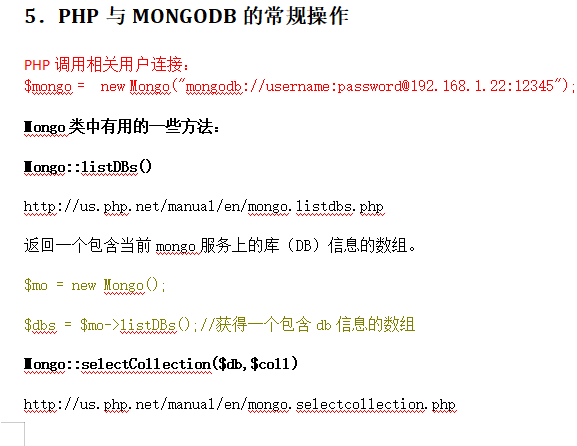 5．PHP 与 MONGODB 的常规操作
PHP 调用相关用户连接：
$mongo = new Mongo("mongodb://username:password@192.168.1.22:12345");
Mongo 类中有用的一些方法：
Mongo::listDBs()
http://us.php.net/manual/en/mongo.listdbs.php
返回一个包含当前 mongo 服务上的库（DB）信息的数组。
$mo = new Mongo();
$dbs = $mo->listDBs();//获得一个包含 db 信息的数组
Mongo::selectCollection($db,$coll)
http://us.php.net/manual/en/mongo.selectcollection.php